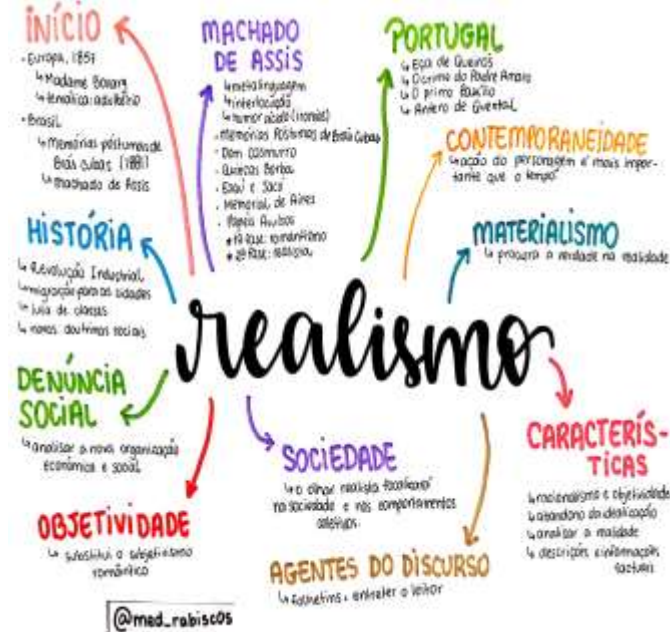 INÍCIO
- Europa, 1857
↳ Madame Bovary
↳ temática: adultério
- Brasil
↳ Memórias póstumas de
Brás Cubas (1881)
↳ Machado de Assis
MACHADO
DE ASSIS
↳ metalinguagem
↳ interlocução
↳ humor ácido (ironias)
- Memórias Póstumas de Brás Cubas
- Dom Casmurro
- Quincas Borba
- Esaú e Jacó
- Memorial de Aires
- Papéis Avulsos
★ 1ª fase: romantismo
★ 2ª fase: realismo
PORTUGAL
↳ Eça de Queirós
↳ O crime do Padre Amaro
↳ O primo Basílio
↳ Antero de Quental
CONTEMPORANEIDADE
↳ ação do personagem é mais impor-
tante que o tempo
MATERIALISMO
↳ procura a verdade na realidade
HISTÓRIA
↳ Revolução Industrial
↳ migração para as cidades
↳ luta de classes
↳ novas doutrinas sociais
realismo
DENÚNCIA
SOCIAL
↳ analisar a nova organização
econômica e social
OBJETIVIDADE
↳ substitui o subjetivismo
romântico
SOCIEDADE
↳ o olhar realista focalizava
na sociedade e nos comportamentos
coletivos
AGENTES DO DISCURSO
↳ folhetins: entreter o leitor
CARACTERÍS-
TICAS
↳ racionalismo e objetividade
↳ abandono da idealização
↳ analisar a realidade
↳ descrições e informações
factuais
@med_rabiscos